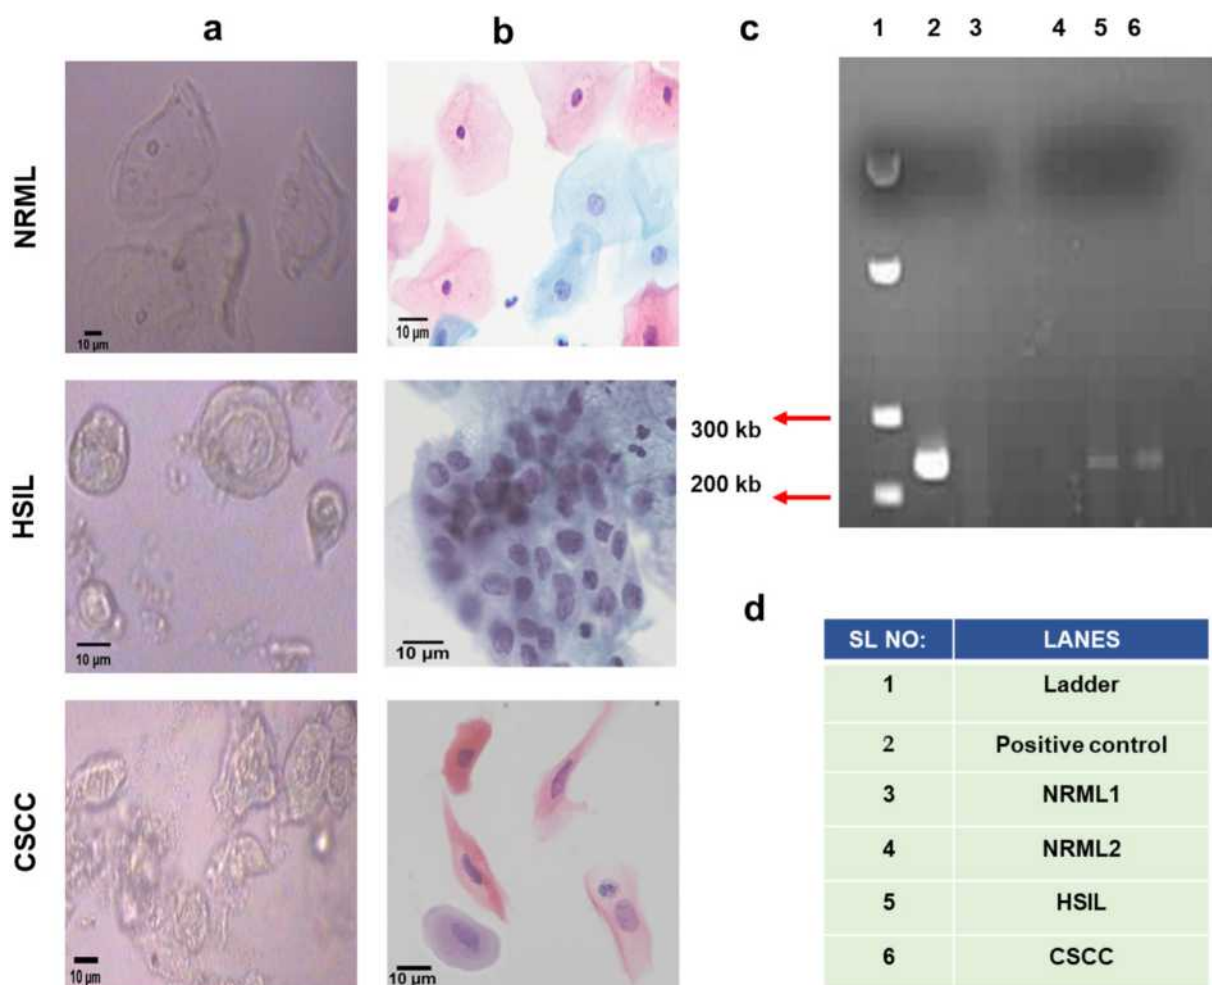 a
b
c
1 2 3 4 5 6
NRML
10 µm
10 µm
HSIL
10 µm
10 µm
300 kb
200 kb
CSCC
10 µm
10 µm
d
SL NO: LANES
1 Ladder
2 Positive control
3 NRML1
4 NRML2
5 HSIL
6 CSCC